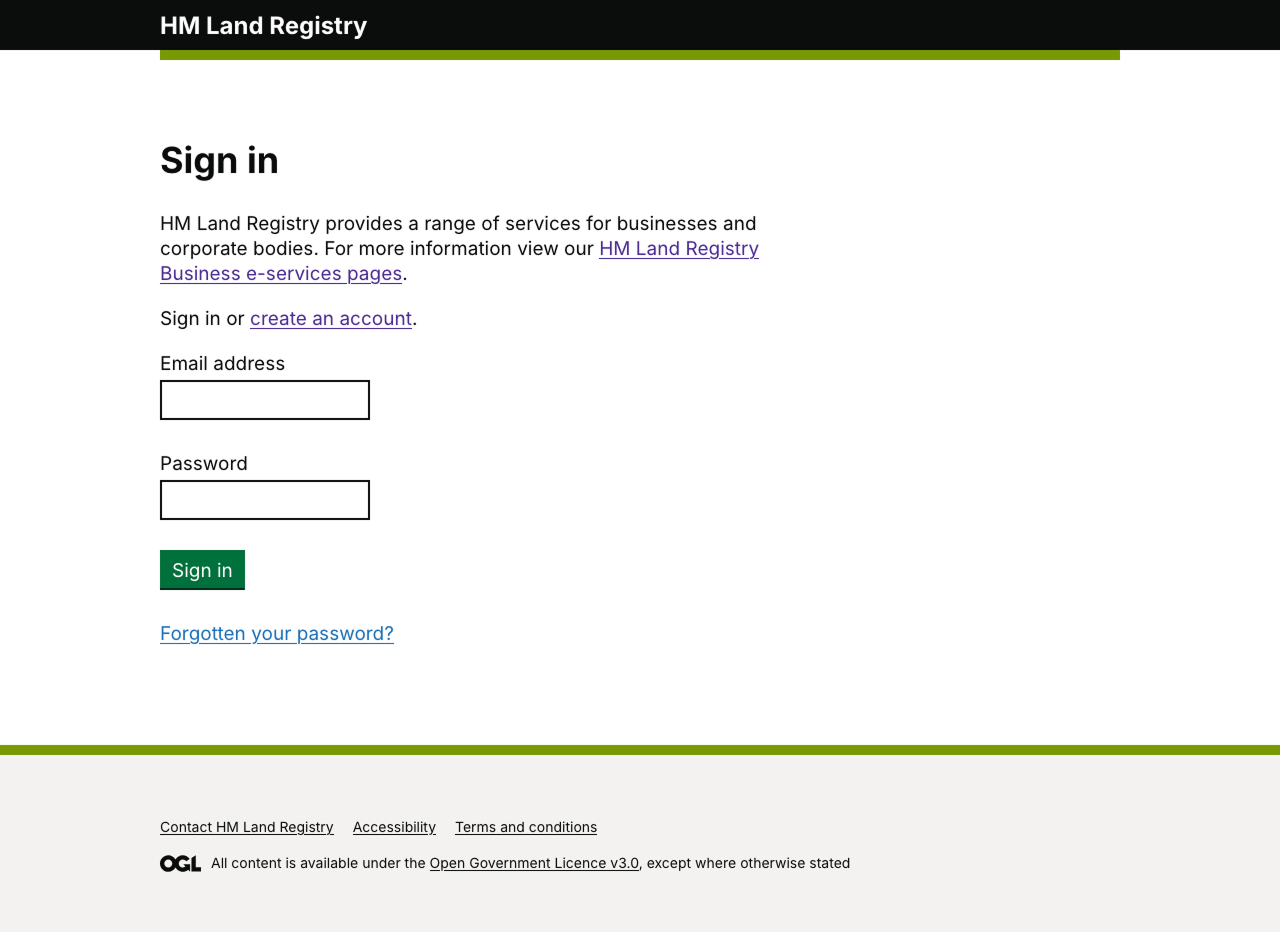 HM Land Registry
Sign in
HM Land Registry provides a range of services for businesses and
corporate bodies. For more information view our HM Land Registry
Business e-services pages.
Sign in or create an account.
Email address
Password
Sign in
Forgotten your password?
Contact HM Land Registry Accessibility Terms and conditions
OGL All content is available under the Open Government Licence v3.0, except where otherwise stated